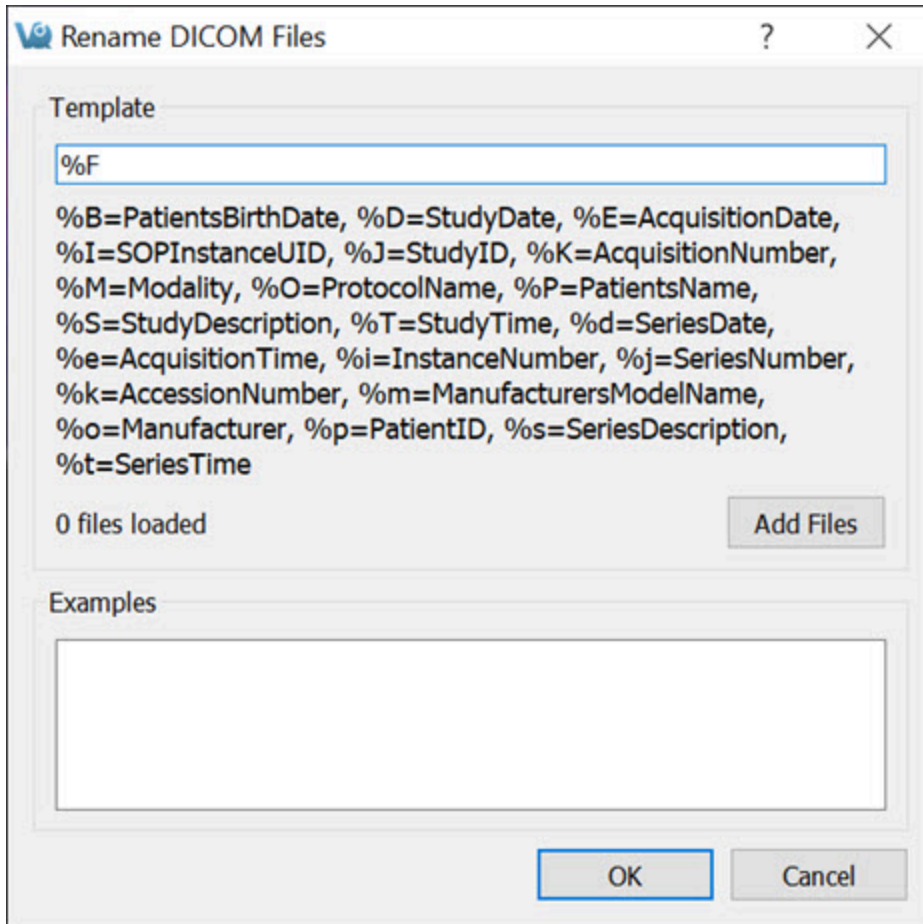 Rename DICOM Files
?
Template
%F
%B=PatientsBirthDate, %D=StudyDate, %E=AcquisitionDate,
%I=SOPInstanceUID, %J=StudyID, %K=AcquisitionNumber,
%M=Modality, %O=ProtocolName, %P=PatientsName,
%S=StudyDescription, %T=StudyTime, %d=SeriesDate,
%e=AcquisitionTime, %i=InstanceNumber, %j=SeriesNumber,
%k=AccessionNumber, %m=ManufacturersModelName,
%o=Manufacturer, %p=PatientID, %s=SeriesDescription,
%t=SeriesTime
0 files loaded
Add Files
Examples
OK
Cancel